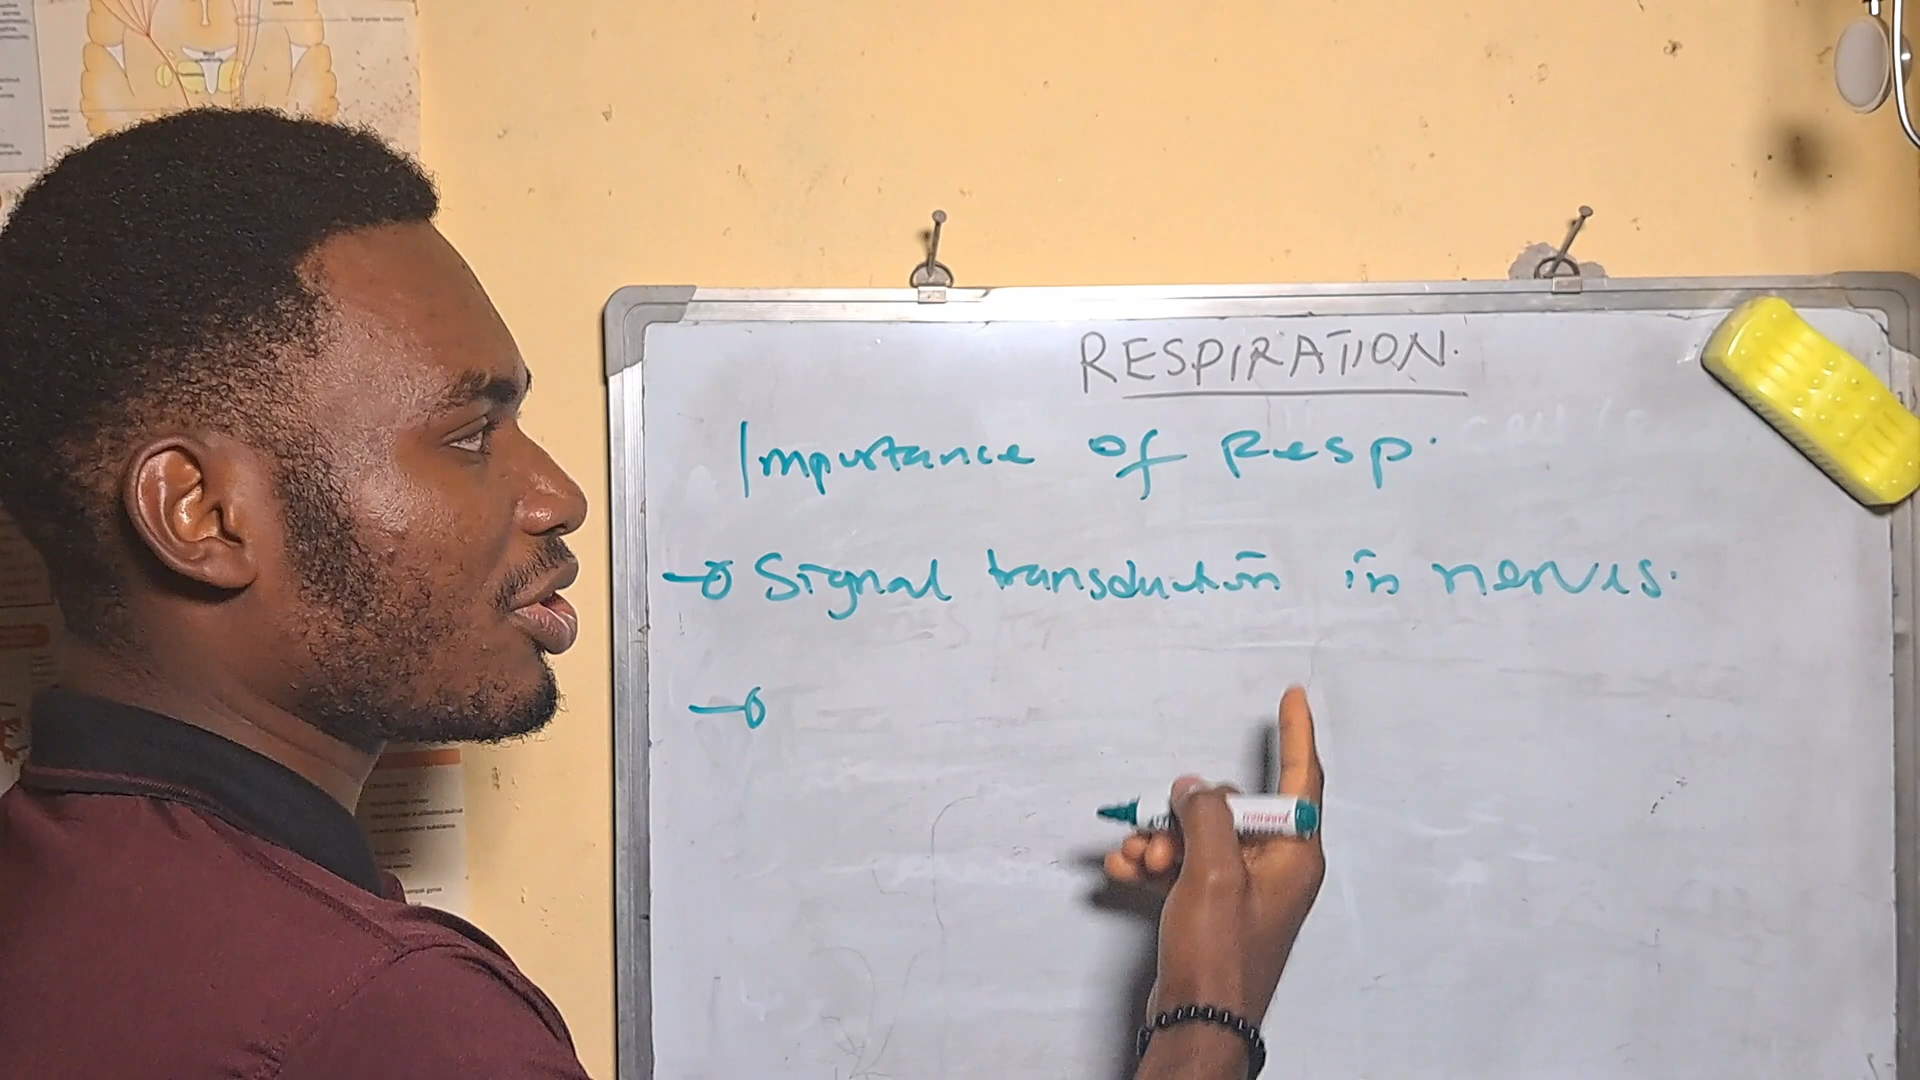 RESPIRATION.
Importance of Resp.
Signal transduction in nerves.